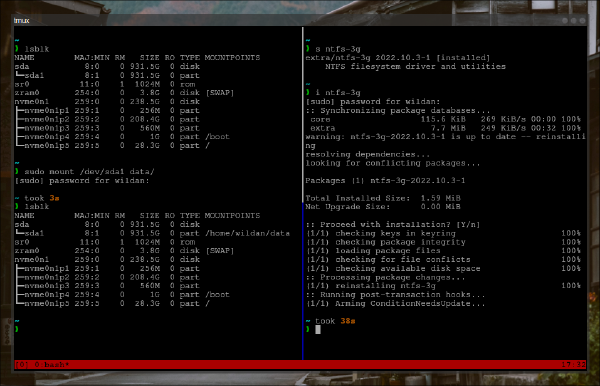 tmux
~
❯ lsblk
NAME        MAJ:MIN RM   SIZE RO TYPE MOUNTPOINTS
sda           8:0    0 931.5G  0 disk
└─sda1        8:1    0 931.5G  0 part
sr0          11:0    1  1024M  0 rom
zram0       254:0    0   3.8G  0 disk [SWAP]
nvme0n1     259:0    0 238.5G  0 disk
├─nvme0n1p1 259:1    0   256M  0 part
├─nvme0n1p2 259:2    0 208.4G  0 part
├─nvme0n1p3 259:3    0   560M  0 part
├─nvme0n1p4 259:4    0     1G  0 part /boot
└─nvme0n1p5 259:5    0  28.3G  0 part /
~
❯ sudo mount /dev/sda1 data/
[sudo] password for wildan:
~ took 3s
❯ lsblk
NAME        MAJ:MIN RM   SIZE RO TYPE MOUNTPOINTS
sda           8:0    0 931.5G  0 disk
└─sda1        8:1    0 931.5G  0 part /home/wildan/data
sr0          11:0    1  1024M  0 rom
zram0       254:0    0   3.8G  0 disk [SWAP]
nvme0n1     259:0    0 238.5G  0 disk
├─nvme0n1p1 259:1    0   256M  0 part
├─nvme0n1p2 259:2    0 208.4G  0 part
├─nvme0n1p3 259:3    0   560M  0 part
├─nvme0n1p4 259:4    0     1G  0 part /boot
└─nvme0n1p5 259:5    0  28.3G  0 part /
~
❯
~
❯ s ntfs-3g
extra/ntfs-3g 2022.10.3-1 [installed]
    NTFS filesystem driver and utilities
~
❯ i ntfs-3g
[sudo] password for wildan:
:: Synchronizing package databases...
 core 115.6 KiB 269 KiB/s 00:00 100%
 extra 7.7 MiB 249 KiB/s 00:32 100%
warning: ntfs-3g-2022.10.3-1 is up to date -- reinstalli
ng
resolving dependencies...
looking for conflicting packages...
Packages (1) ntfs-3g-2022.10.3-1
Total Installed Size:  1.59 MiB
Net Upgrade Size:      0.00 MiB
:: Proceed with installation? [Y/n]
(1/1) checking keys in keyring 100%
(1/1) checking package integrity 100%
(1/1) loading package files 100%
(1/1) checking for file conflicts 100%
(1/1) checking available disk space 100%
:: Processing package changes...
(1/1) reinstalling ntfs-3g 100%
:: Running post-transaction hooks...
(1/1) Arming ConditionNeedsUpdate...
~ took 38s
❯
[0] 0:bash*